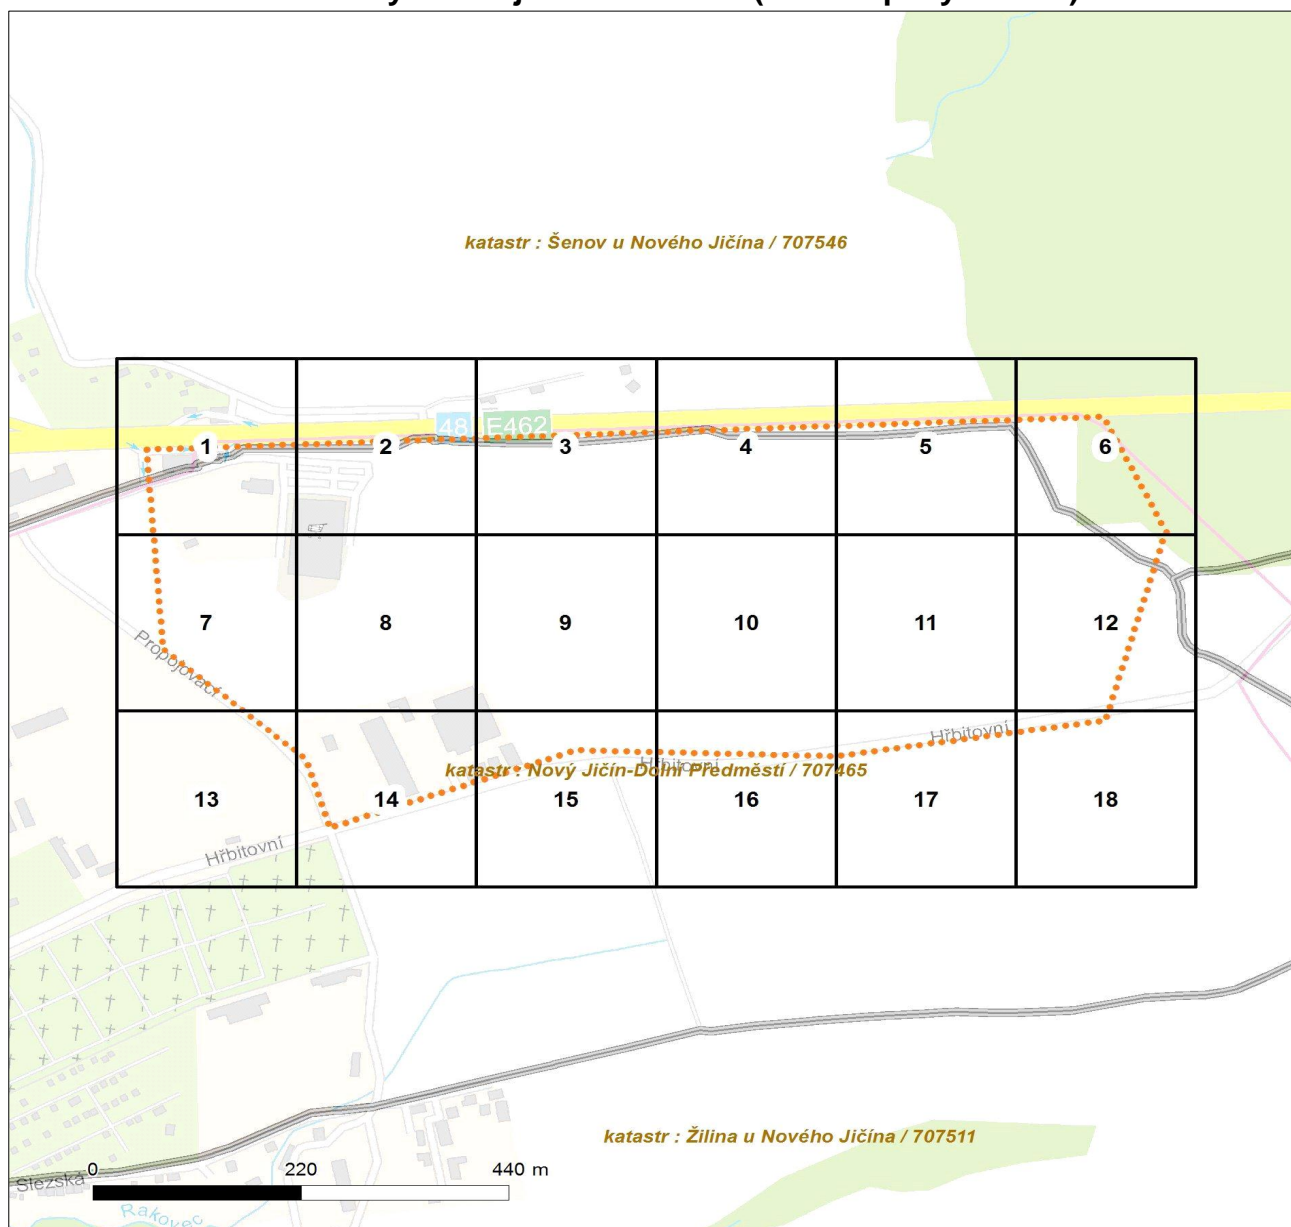 katastr : Šenov u Nového Jičína / 707546
48 E462
1 2 3 4 5 6
7 8 9 10 11 12
Propojovací
Hřbitovní
Hřbitovní
katastr : Nový Jičín-Dolní Předměstí / 707465
13 14 15 16 17 18
Hřbitovní
katastr : Žilina u Nového Jičína / 707511
0 220 440 m
Slezská
Rakovec